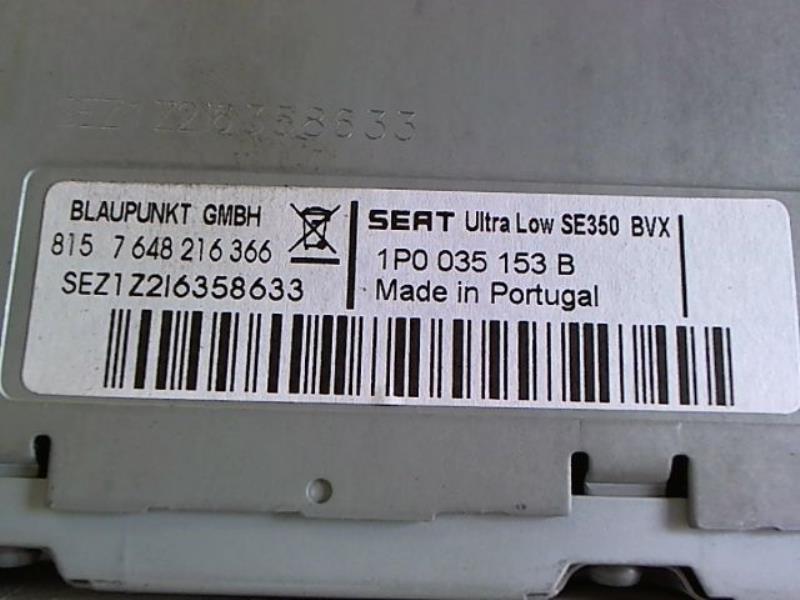 SEZ1Z2I6358633
BLAUPUNKT GMBH
815 7 648 216 366
SEZ1Z2I6358633
SEAT Ultra Low SE350 BVX
1P0 035 153 B
Made in Portugal